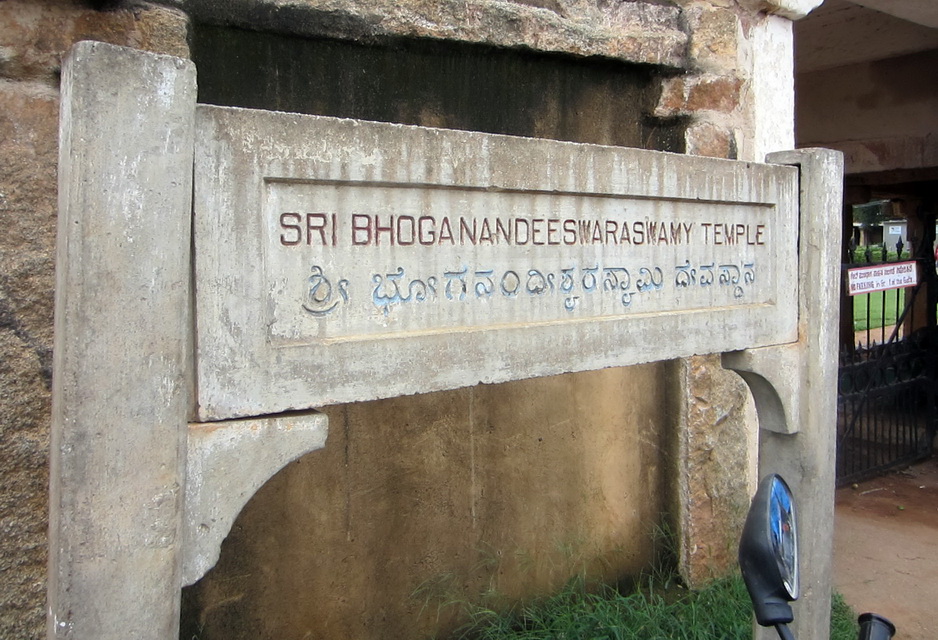 SRI BHOGANANDEESWARASWAMY TEMPLE
ಶ್ರೀ ಭೋಗನಂದೀಶ್ವರಸ್ವಾಮಿ ದೇವಸ್ಥಾನ